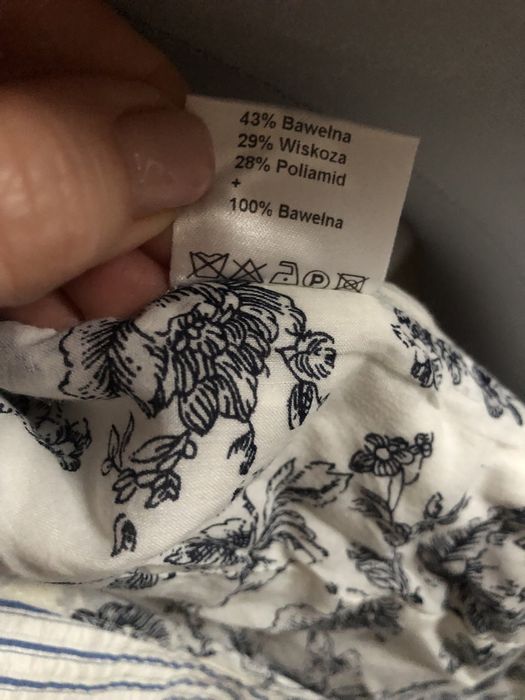 43% Bawełna
29% Wiskoza
28% Poliamid
+
100% Bawełna
P